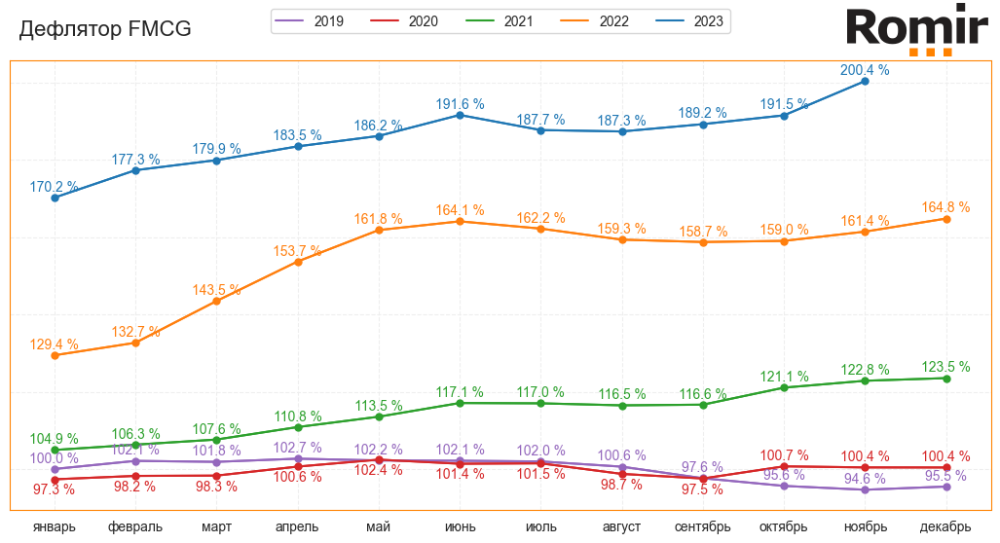 Дефлятор FMCG
2019 2020 2021 2022 2023
Romir
170.2 % 177.3 % 179.9 % 183.5 % 186.2 % 191.6 % 187.7 % 187.3 % 189.2 % 191.5 % 200.4 %
129.4 % 132.7 % 143.5 % 153.7 % 161.8 % 164.1 % 162.2 % 159.3 % 158.7 % 159.0 % 161.4 % 164.8 %
104.9 % 106.3 % 107.6 % 110.8 % 113.5 % 117.1 % 117.0 % 116.5 % 116.6 % 121.1 % 122.8 % 123.5 %
100.0 % 102.1 % 101.8 % 102.7 % 102.2 % 102.1 % 102.0 % 100.6 % 97.6 % 95.6 % 94.6 % 95.5 %
97.3 % 98.2 % 98.3 % 100.6 % 102.4 % 101.4 % 101.5 % 98.7 % 97.5 % 100.7 % 100.4 % 100.4 %
январь февраль март апрель май июнь июль август сентябрь октябрь ноябрь декабрь